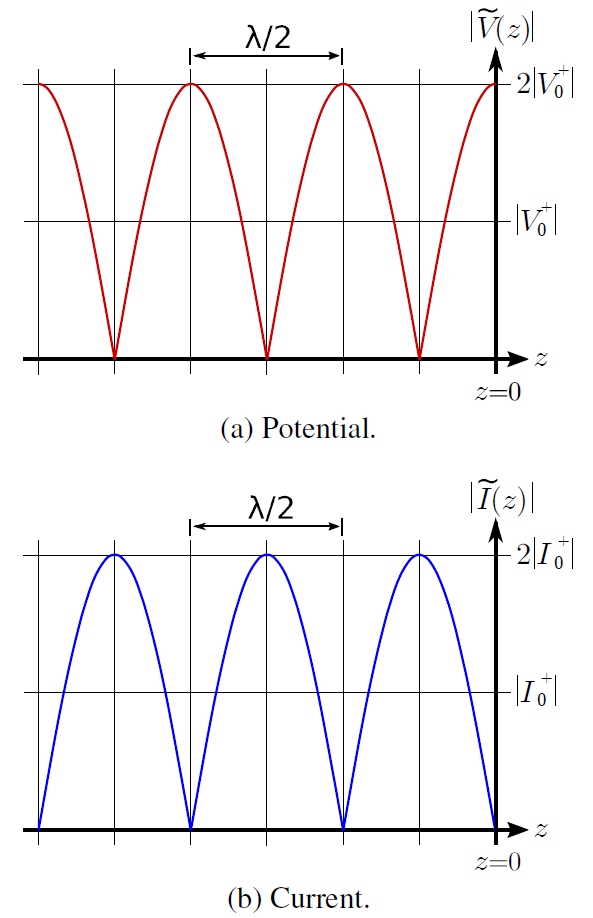 |Ṽ(z)|
λ/2
2|V₀⁺|
|V₀⁺|
z
z=0
(a) Potential.
|Ĩ(z)|
λ/2
2|I₀⁺|
|I₀⁺|
z
z=0
(b) Current.